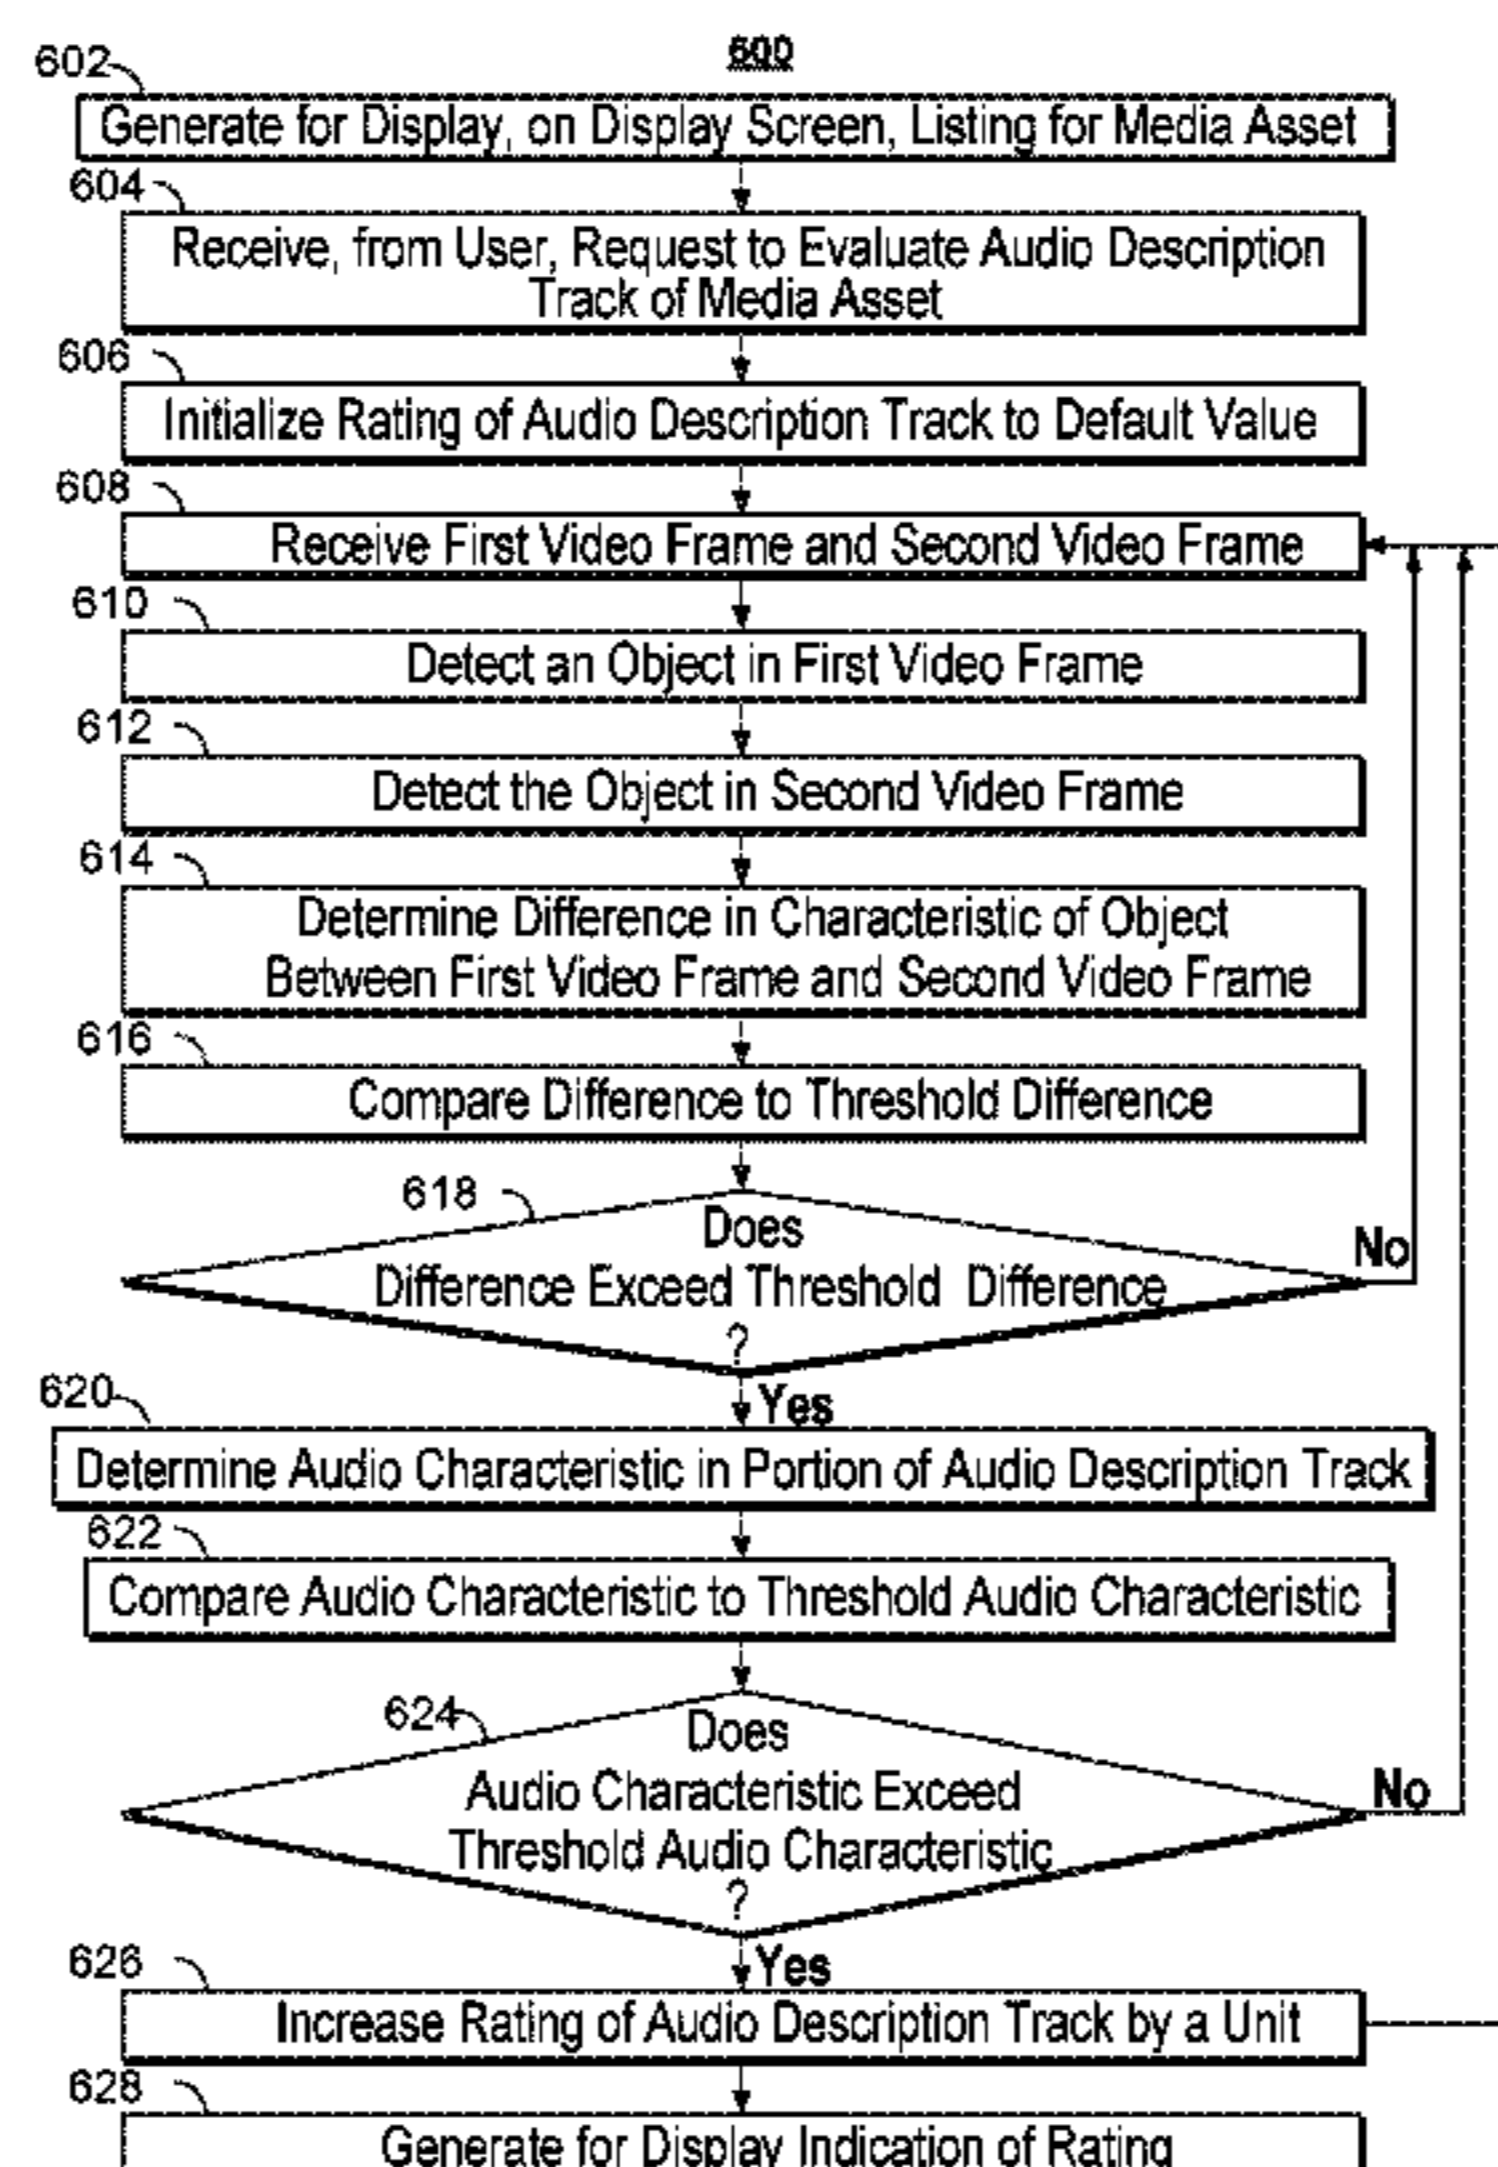 600
602
Generate for Display, on Display Screen, Listing for Media Asset
604
Receive, from User, Request to Evaluate Audio Description
Track of Media Asset
606
Initialize Rating of Audio Description Track to Default Value
608
Receive First Video Frame and Second Video Frame
610
Detect an Object in First Video Frame
612
Detect the Object in Second Video Frame
614
Determine Difference in Characteristic of Object
Between First Video Frame and Second Video Frame
616
Compare Difference to Threshold Difference
618
Does
Difference Exceed Threshold Difference
?
No
Yes
620
Determine Audio Characteristic in Portion of Audio Description Track
622
Compare Audio Characteristic to Threshold Audio Characteristic
624
Does
Audio Characteristic Exceed
Threshold Audio Characteristic
?
No
Yes
626
Increase Rating of Audio Description Track by a Unit
628
Generate for Display Indication of Rating